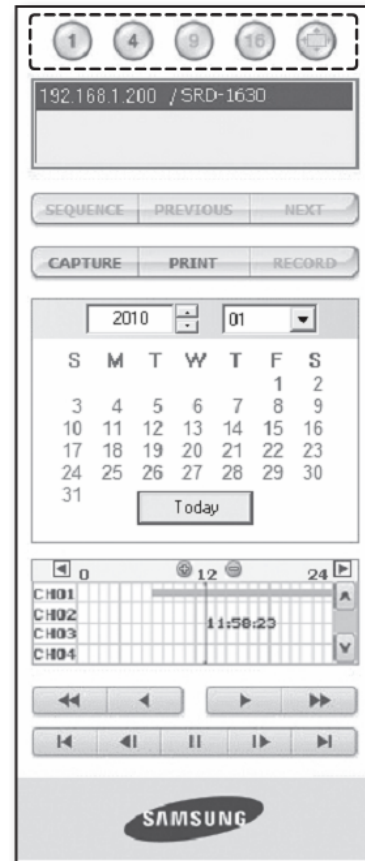 1 4 9 16
192.168.1.200 /SRD-1630
SEQUENCE PREVIOUS NEXT
CAPTURE PRINT RECORD
2010 01
S M T W T F S
1 2
3 4 5 6 7 8 9
10 11 12 13 14 15 16
17 18 19 20 21 22 23
24 25 26 27 28 29 30
31 Today
0 12 24
CH01
CH02
11:58:23
CH03
CH04
SAMSUNG